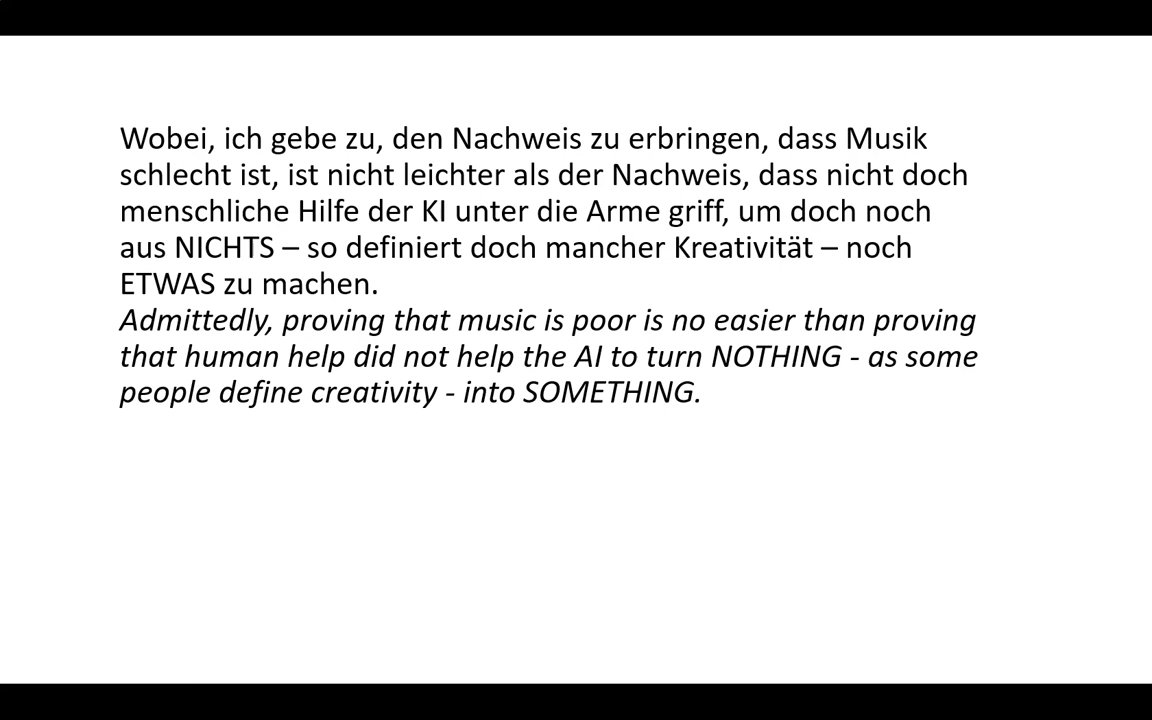 Wobei, ich gebe zu, den Nachweis zu erbringen, dass Musik
schlecht ist, ist nicht leichter als der Nachweis, dass nicht doch
menschliche Hilfe der KI unter die Arme griff, um doch noch
aus NICHTS – so definiert doch mancher Kreativität – noch
ETWAS zu machen.
Admittedly, proving that music is poor is no easier than proving
that human help did not help the AI to turn NOTHING - as some
people define creativity - into SOMETHING.